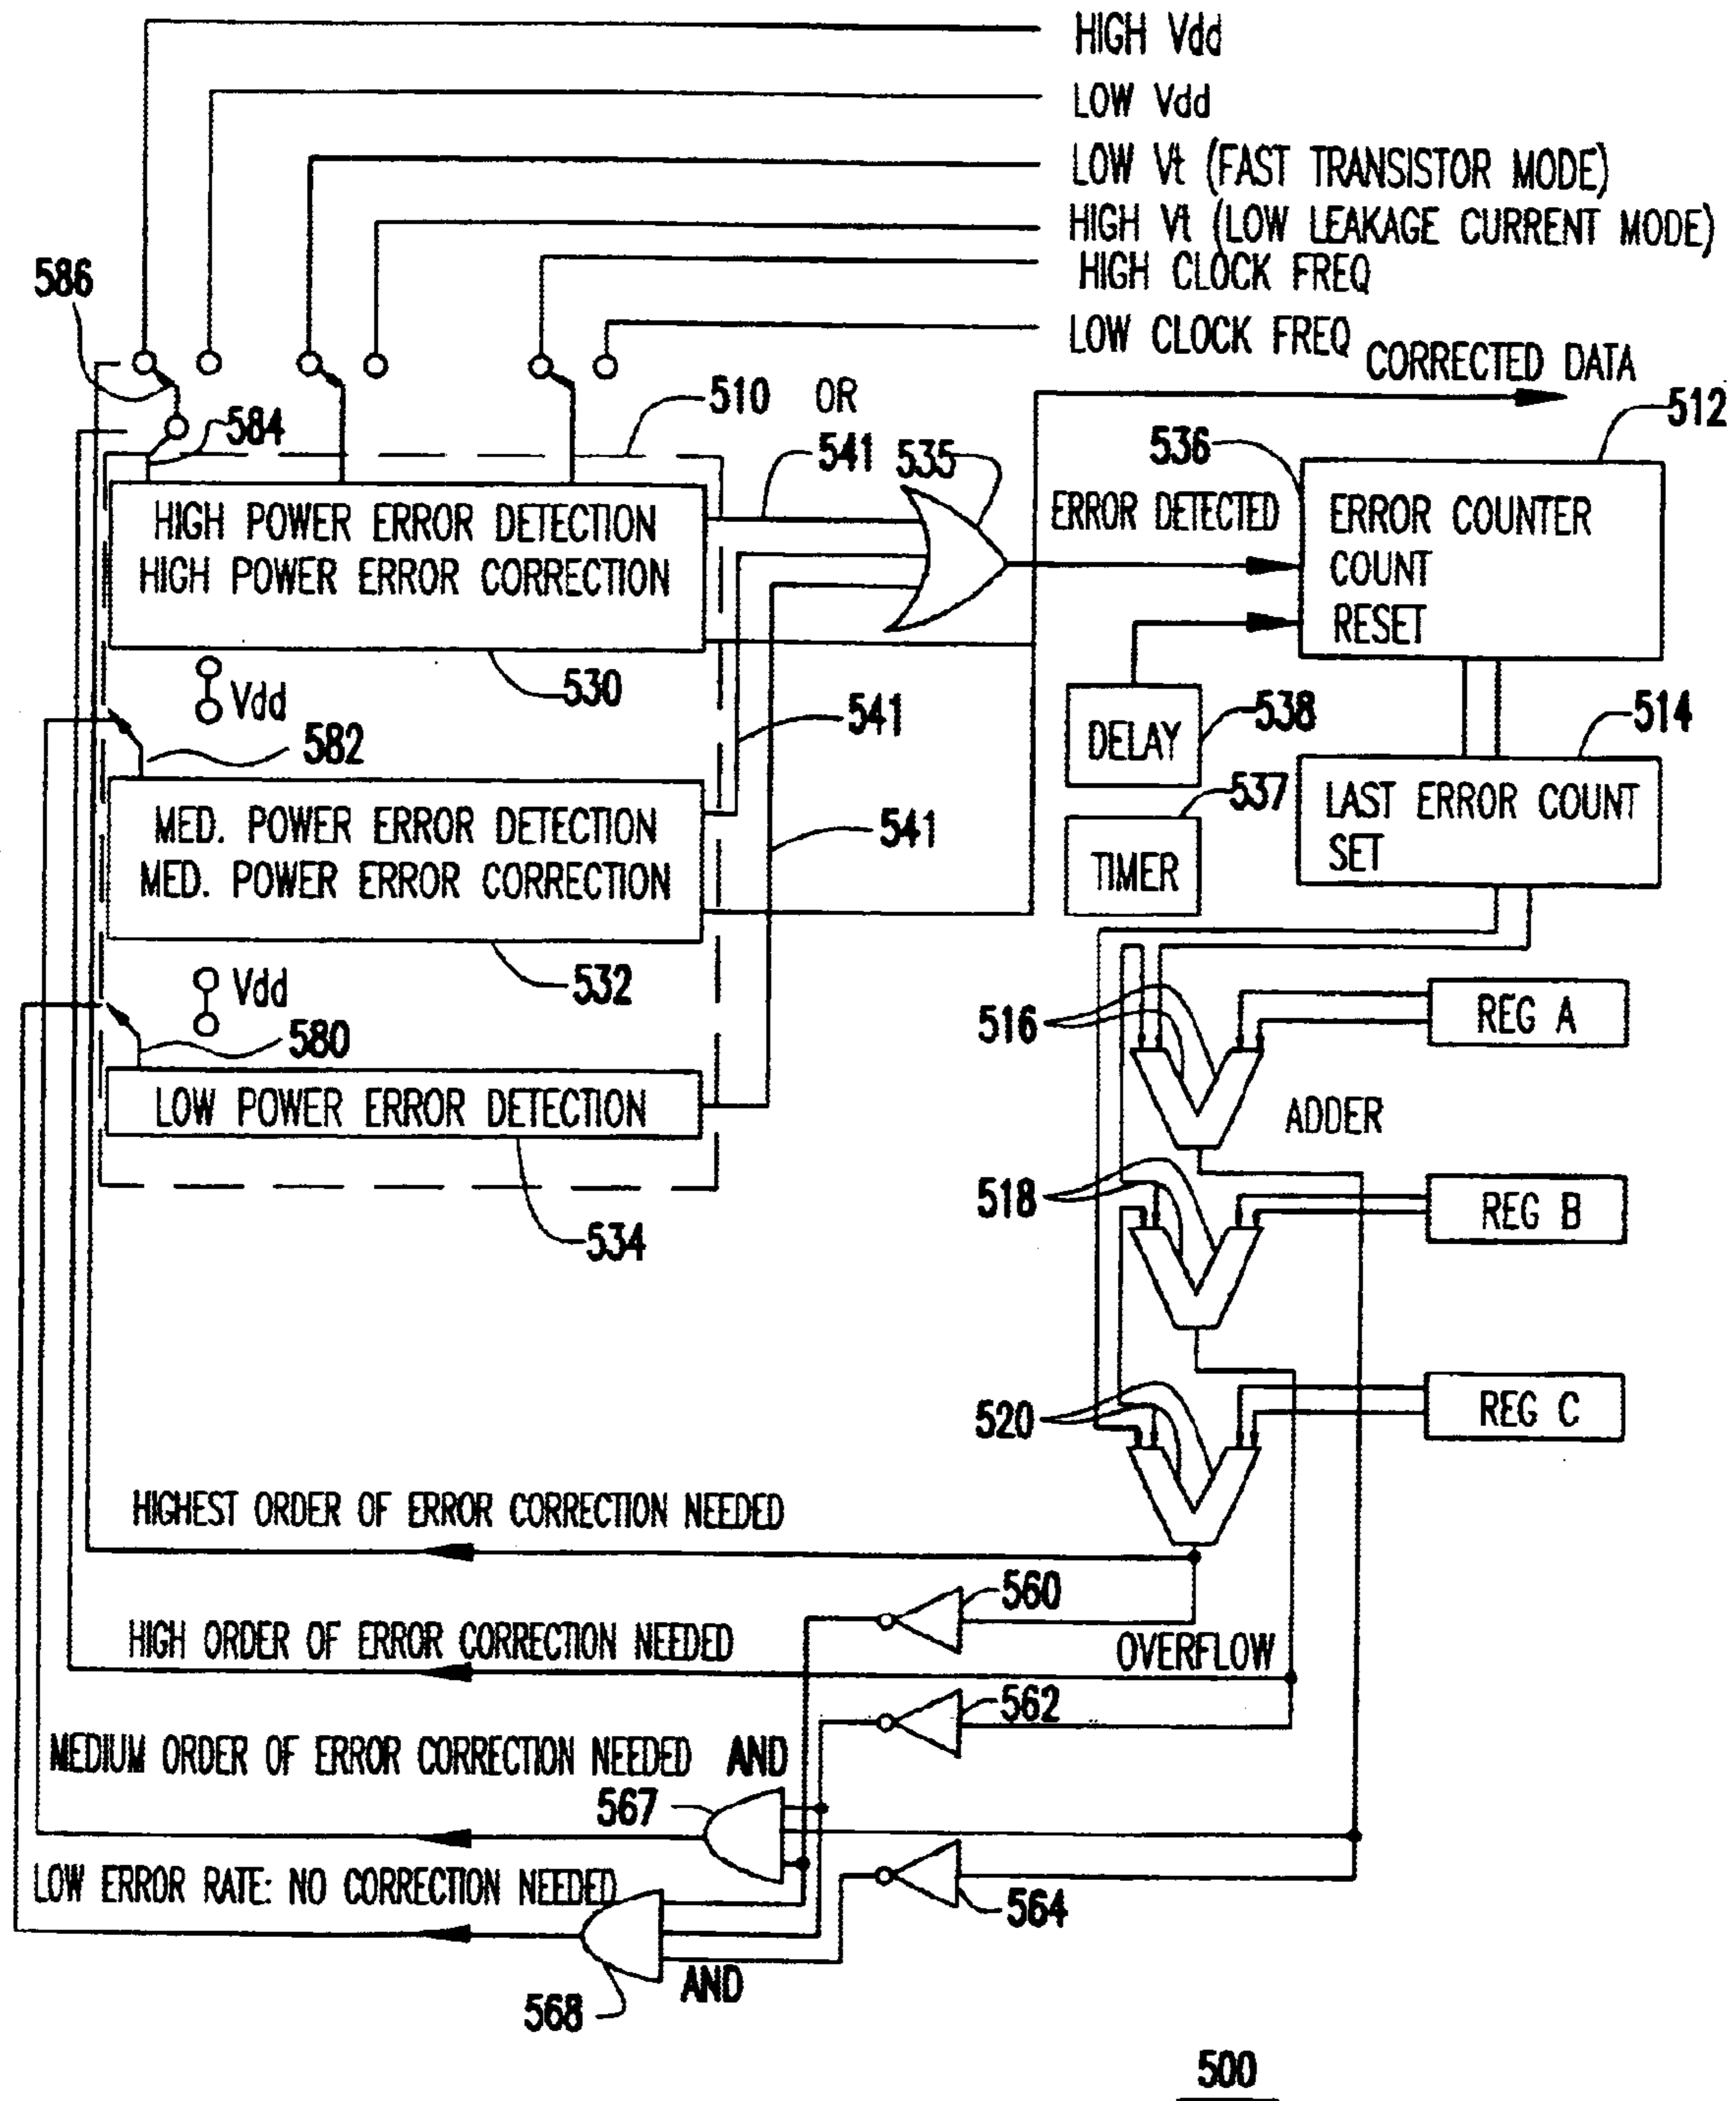 HIGH Vdd
LOW Vdd
LOW Vt (FAST TRANSISTOR MODE)
HIGH Vt (LOW LEAKAGE CURRENT MODE)
HIGH CLOCK FREQ
LOW CLOCK FREQ
CORRECTED DATA
586
584
510 OR
541
535
536
512
ERROR DETECTED
ERROR COUNTER
COUNT
RESET
HIGH POWER ERROR DETECTION
HIGH POWER ERROR CORRECTION
530
Vdd
582
541
DELAY
538
514
537
TIMER
LAST ERROR COUNT
SET
MED. POWER ERROR DETECTION
MED. POWER ERROR CORRECTION
541
532
Vdd
580
516
REG A
LOW POWER ERROR DETECTION
ADDER
534
518
REG B
520
REG C
HIGHEST ORDER OF ERROR CORRECTION NEEDED
560
HIGH ORDER OF ERROR CORRECTION NEEDED
OVERFLOW
562
MEDIUM ORDER OF ERROR CORRECTION NEEDED AND
567
LOW ERROR RATE: NO CORRECTION NEEDED
564
AND
568
500